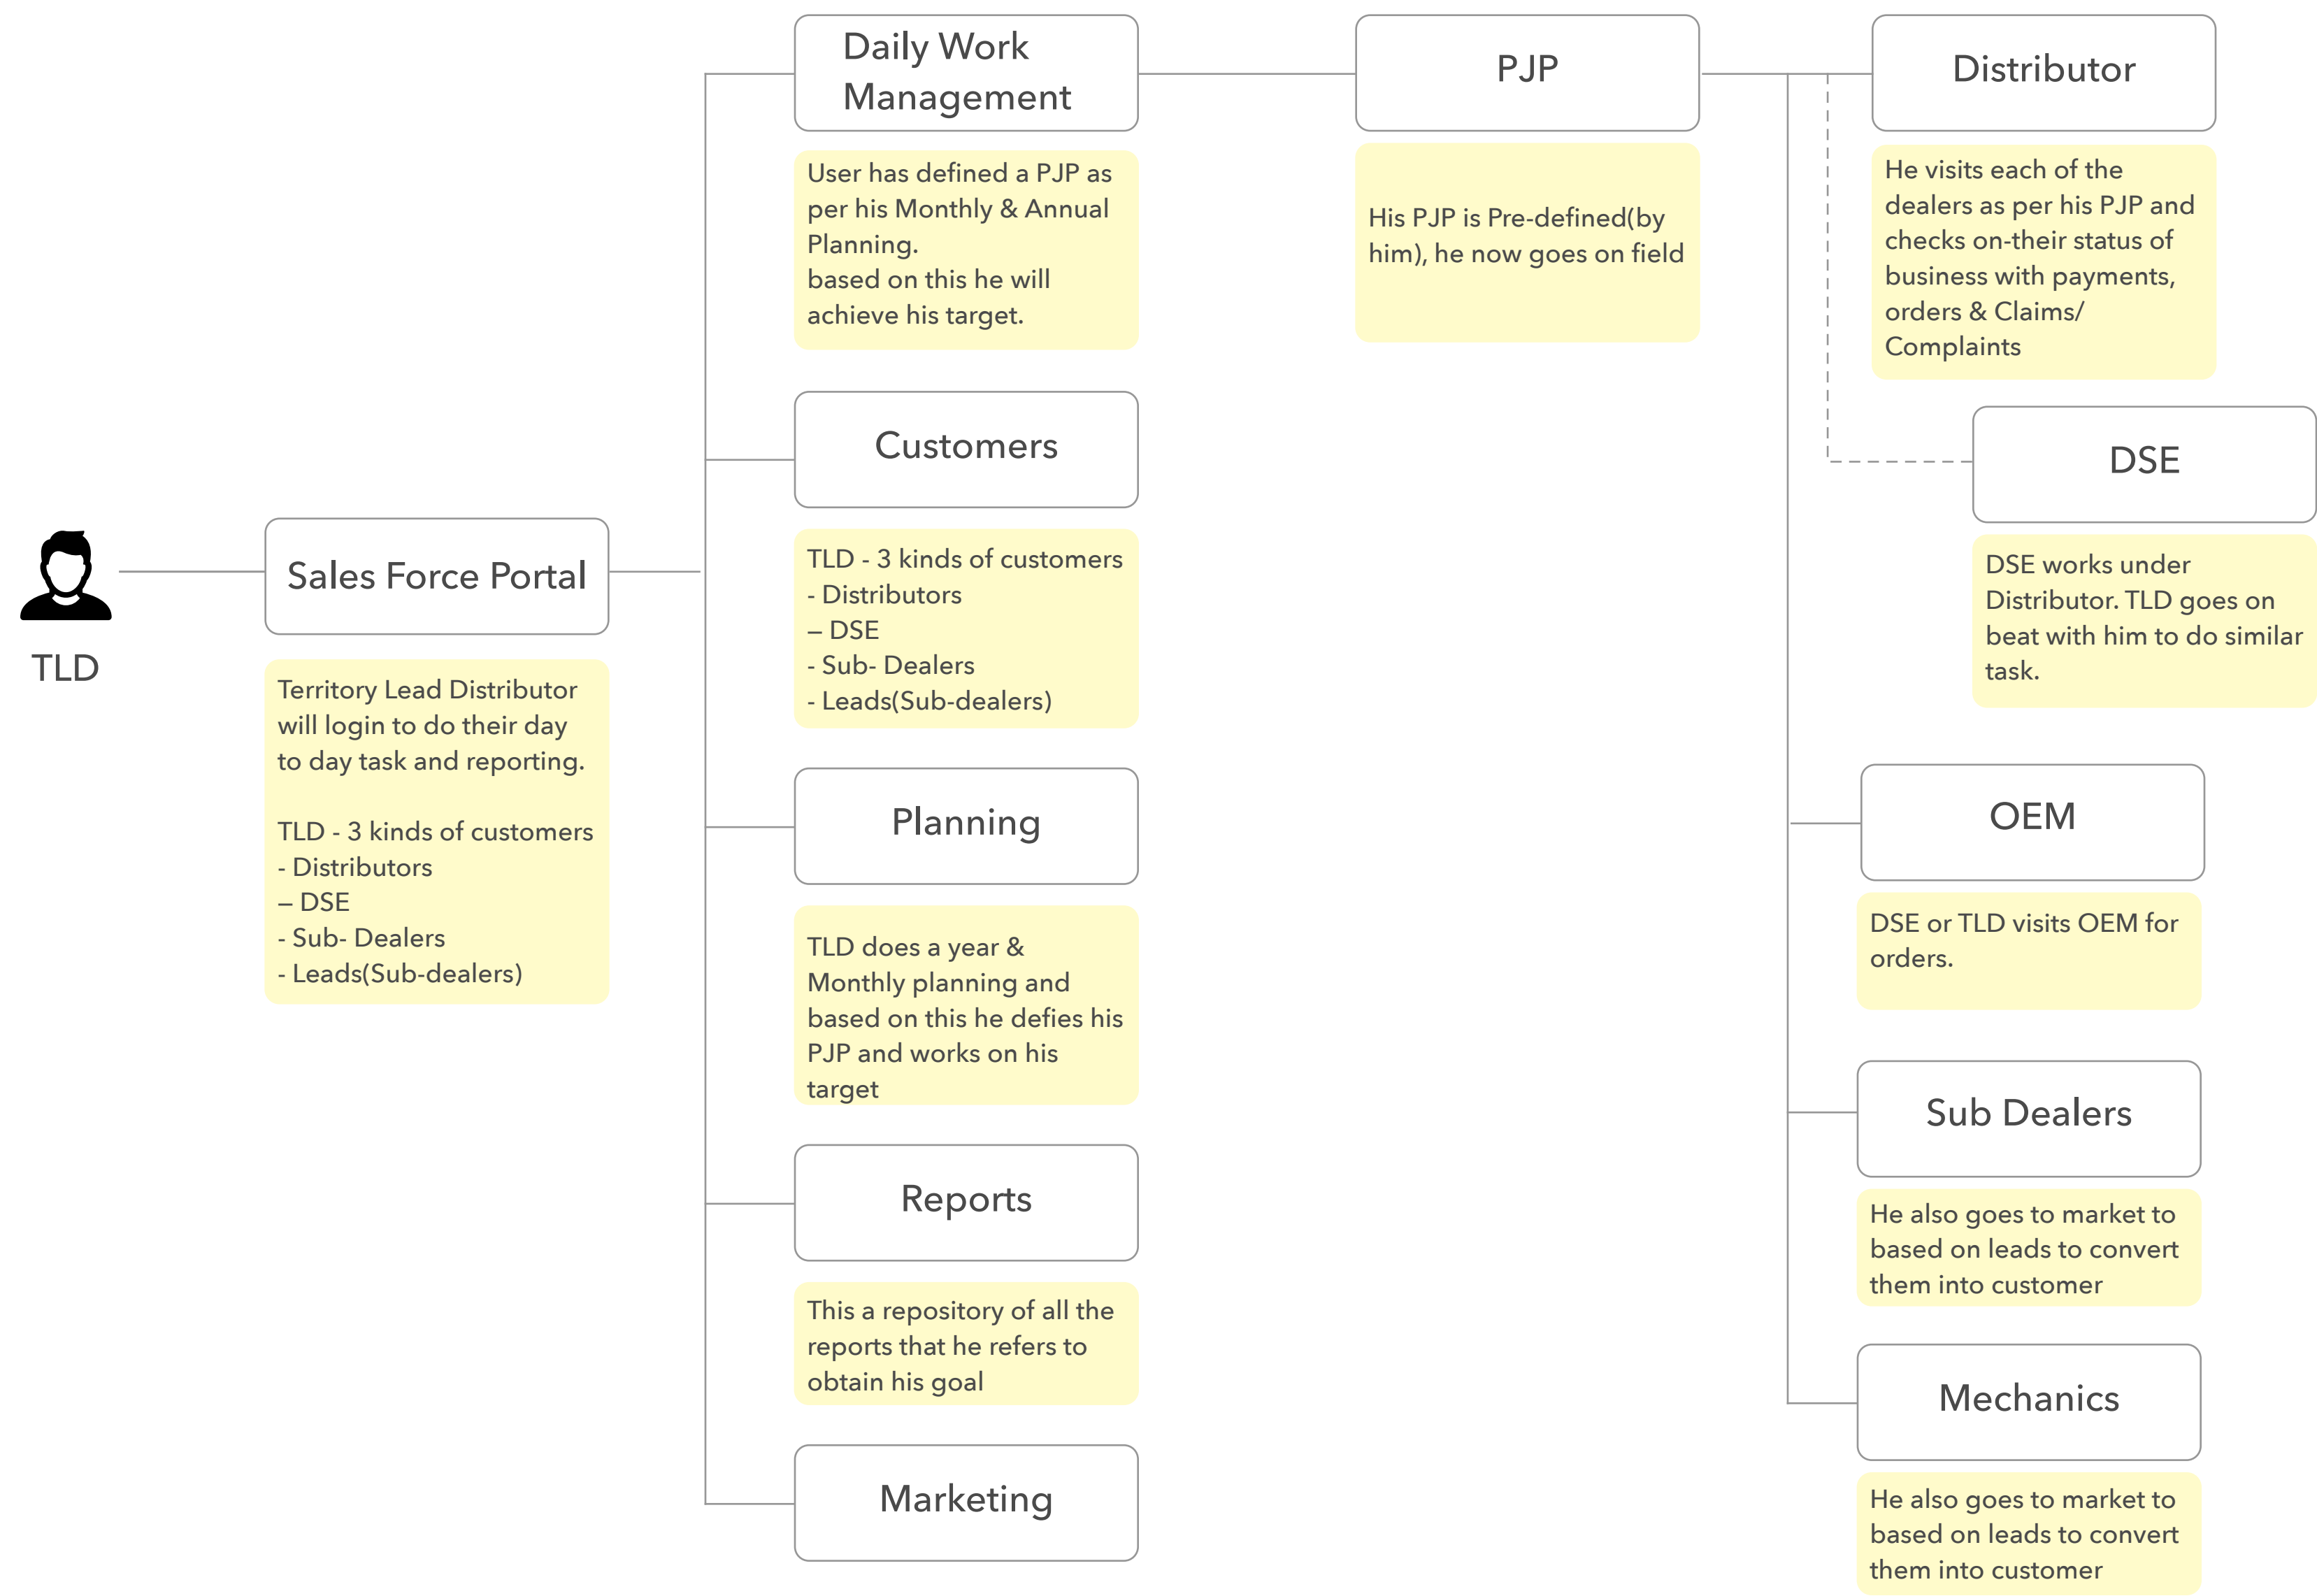 TLD
Sales Force Portal
Territory Lead Distributor
will login to do their day
to day task and reporting.
TLD - 3 kinds of customers
- Distributors
– DSE
- Sub- Dealers
- Leads(Sub-dealers)
Daily Work
Management
User has defined a PJP as
per his Monthly & Annual
Planning.
based on this he will
achieve his target.
Customers
TLD - 3 kinds of customers
- Distributors
– DSE
- Sub- Dealers
- Leads(Sub-dealers)
Planning
TLD does a year &
Monthly planning and
based on this he defies his
PJP and works on his
target
Reports
This a repository of all the
reports that he refers to
obtain his goal
Marketing
PJP
His PJP is Pre-defined(by
him), he now goes on field
Distributor
He visits each of the
dealers as per his PJP and
checks on-their status of
business with payments,
orders & Claims/
Complaints
DSE
DSE works under
Distributor. TLD goes on
beat with him to do similar
task.
OEM
DSE or TLD visits OEM for
orders.
Sub Dealers
He also goes to market to
based on leads to convert
them into customer
Mechanics
He also goes to market to
based on leads to convert
them into customer